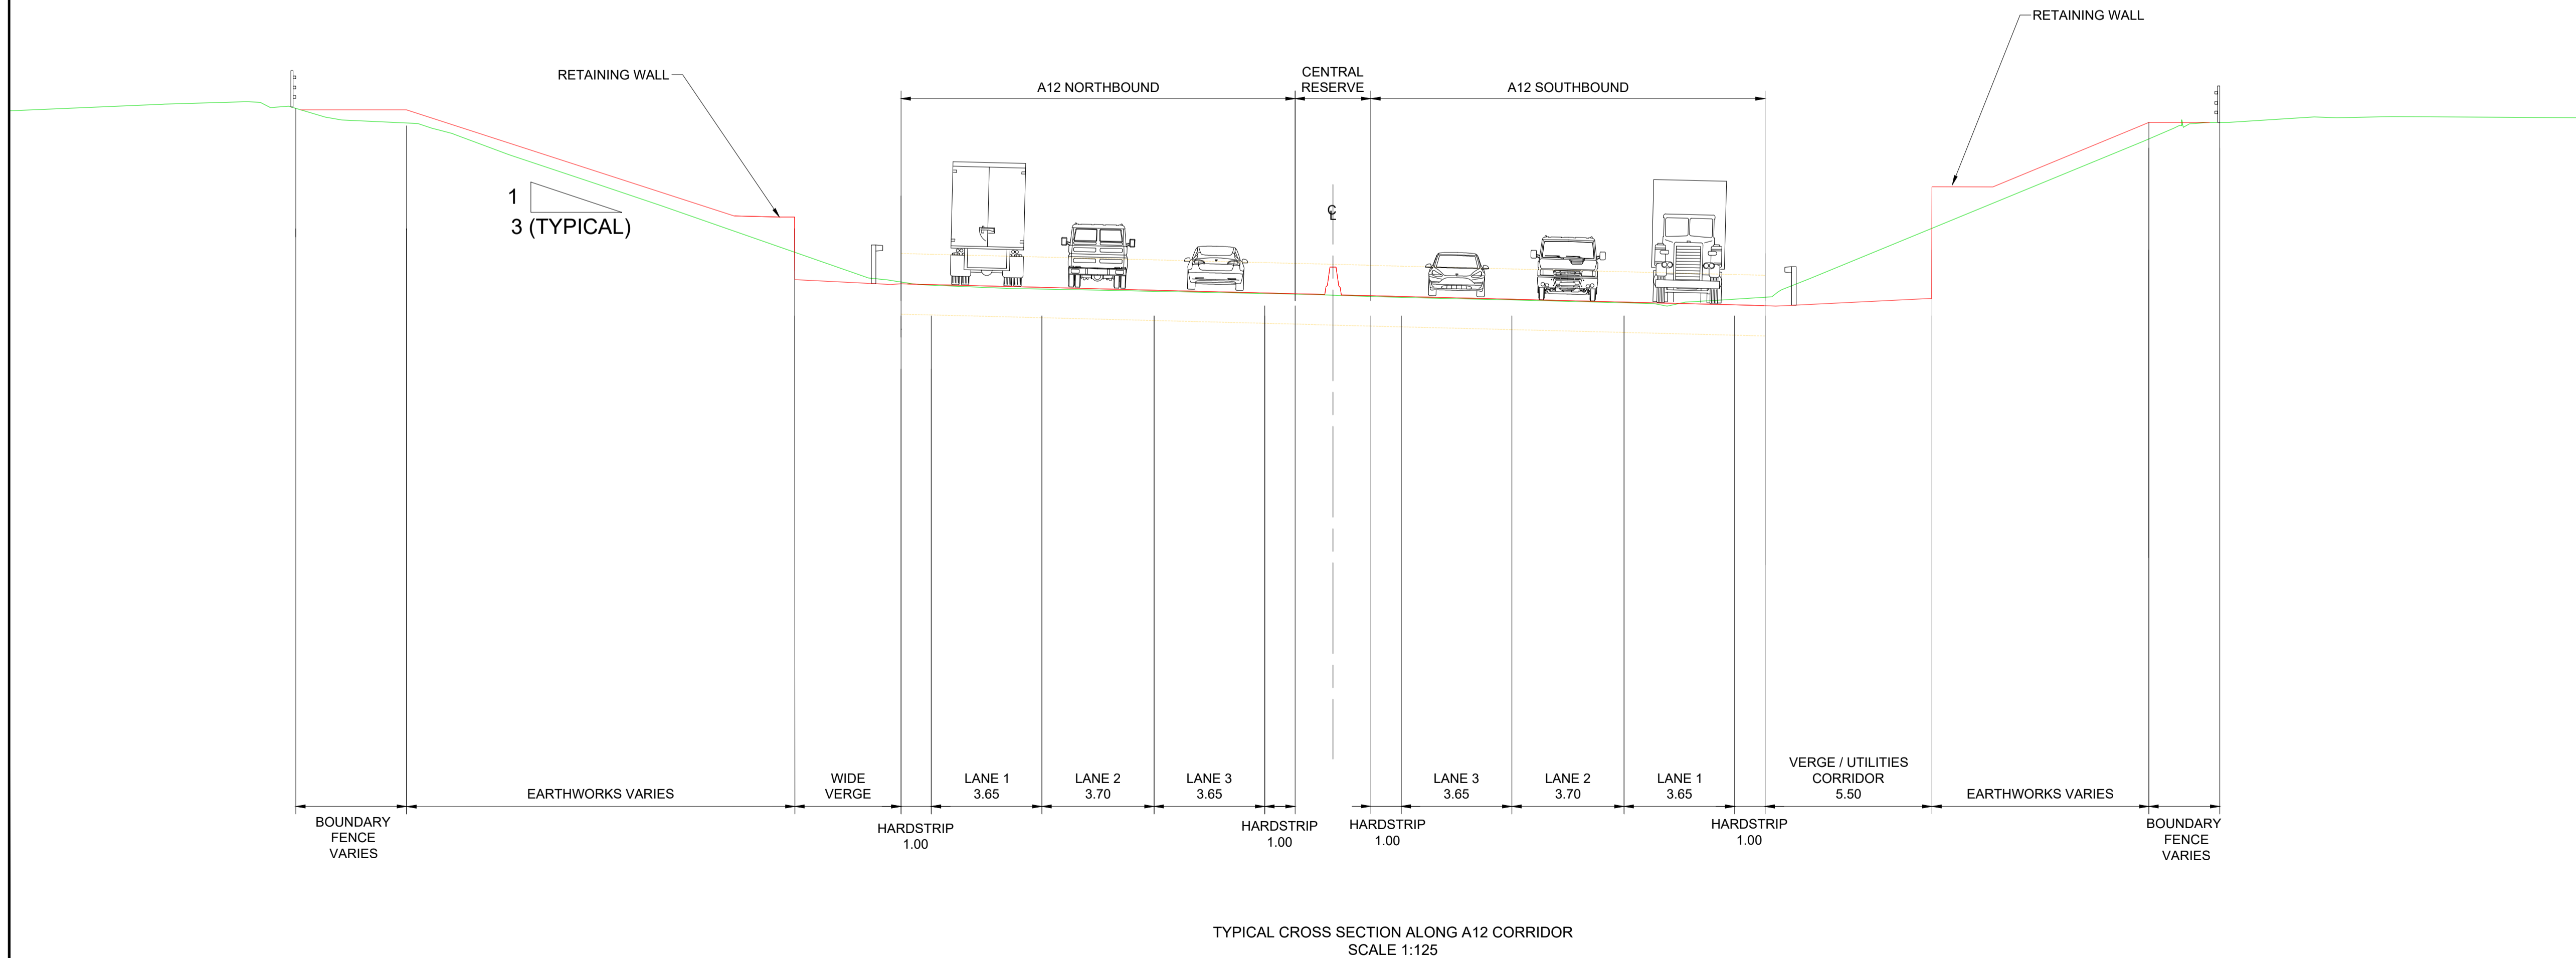 RETAINING WALL
RETAINING WALL
A12 NORTHBOUND
CENTRAL
RESERVE
A12 SOUTHBOUND
1
3 (TYPICAL)
CL
EARTHWORKS VARIES
WIDE
VERGE
LANE 1
3.65
LANE 2
3.70
LANE 3
3.65
LANE 3
3.65
LANE 2
3.70
LANE 1
3.65
VERGE / UTILITIES
CORRIDOR
5.50
EARTHWORKS VARIES
BOUNDARY
FENCE
VARIES
HARDSTRIP
1.00
HARDSTRIP
1.00
HARDSTRIP
1.00
HARDSTRIP
1.00
BOUNDARY
FENCE
VARIES
TYPICAL CROSS SECTION ALONG A12 CORRIDOR
SCALE 1:125